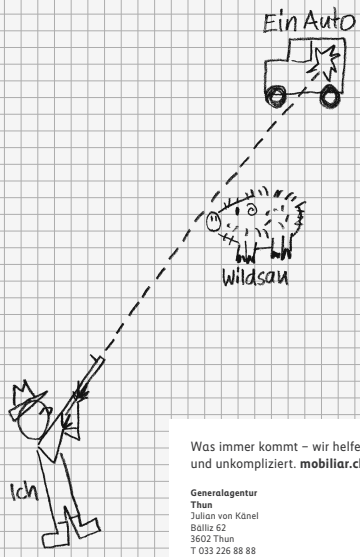 Ein Auto
Wildsau
Ich
Was immer kommt – wir helfe
und unkompliziert. mobiliar.c
Generalagentur
Thun
Julian von Känel
Bälliz 62
3602 Thun
T 033 226 88 88